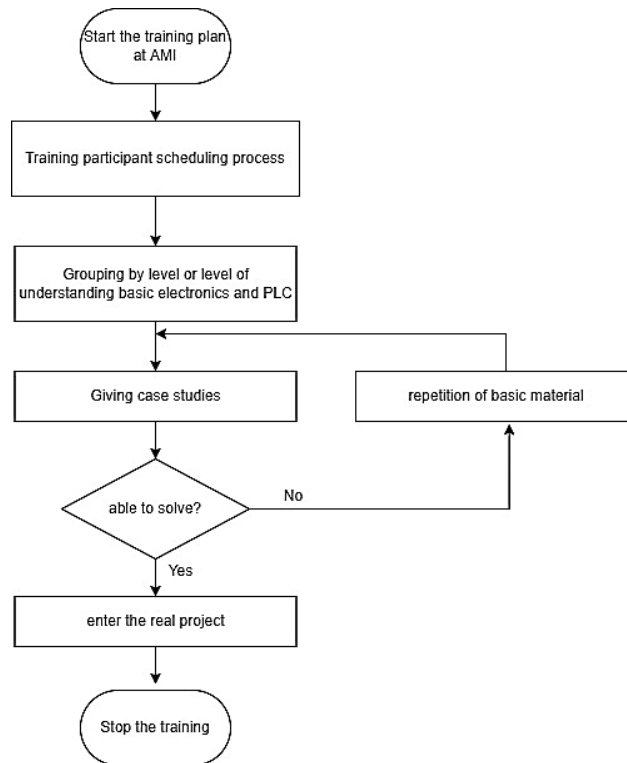 Start the training plan
at AMI
Training participant scheduling process
Grouping by level or level of
understanding basic electronics and PLC
Giving case studies
repetition of basic material
able to solve?
No
Yes
enter the real project
Stop the training